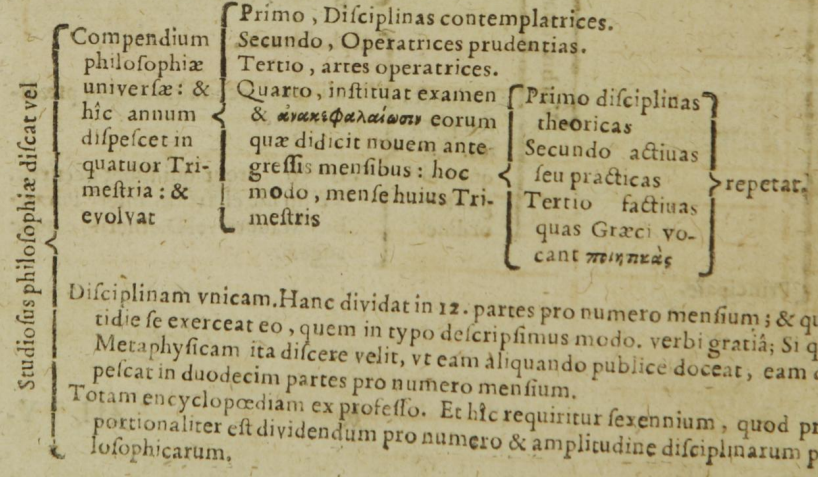 Studiosus philosophiæ discat vel
Compendium
philosophiæ
universæ: &
hîc annum
dispescet in
quatuor Tri-
mestria: &
evolvat
Primo, Disciplinas contemplatrices.
Secundo, Operatrices prudentias.
Tertio, artes operatrices.
Quarto, instituat examen
& ἀνακεφαλαίωσιν eorum
quæ didicit nouem ante
gressis mensibus: hoc
modo, mense huius Tri-
mestris
Primo disciplinas
theoricas
Secundo actiuas
seu practicas
Tertio factiuas
quas Græci vo-
cant ποιητικὰς
repetat.
Disciplinam vnicam. Hanc dividat in 12. partes pro numero mensium; & qu
tidie se exerceat eo, quem in typo descripsimus modo. verbi gratiâ; Si q
Metaphysicam ita discere velit, vt eam aliquando publice doceat, eam
pescat in duodecim partes pro numero mensium.
Totam encyclopœdiam ex professo. Et hîc requiritur sexennium, quod pr
portionaliter est dividendum pro numero & amplitudine disciplinarum p
losophicarum.